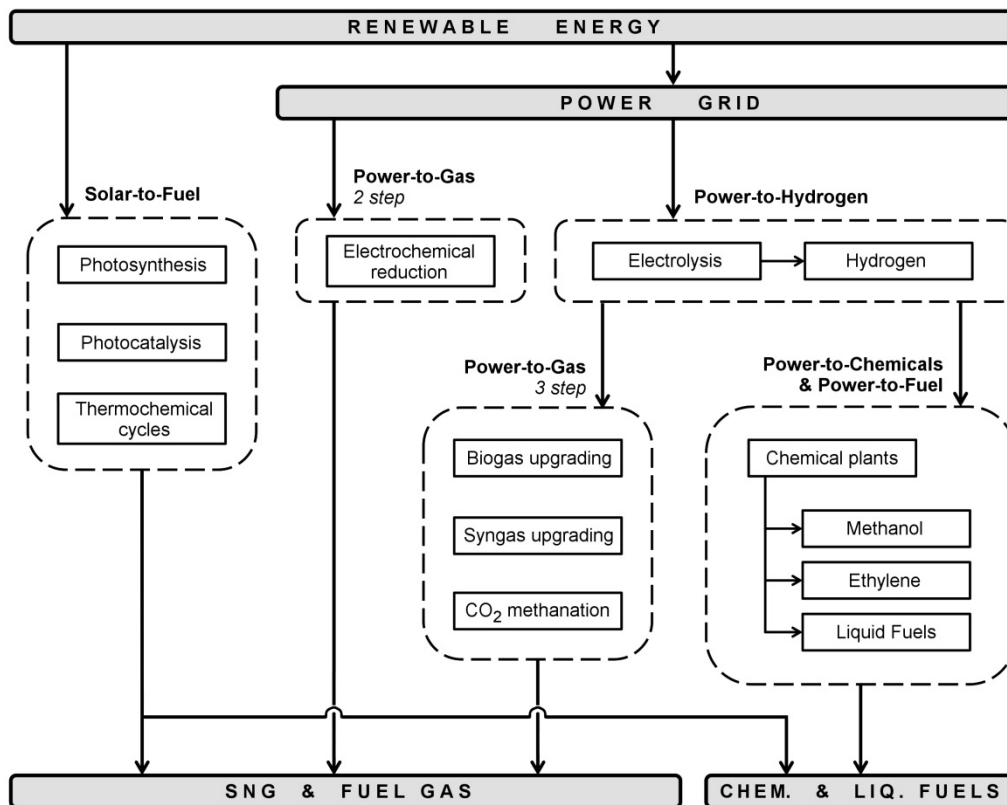 RENEWABLE ENERGY
POWER GRID
Solar-to-Fuel
Photosynthesis
Photocatalysis
Thermochemical
cycles
Power-to-Gas
2 step
Electrochemical
reduction
Power-to-Hydrogen
Electrolysis
Hydrogen
Power-to-Gas
3 step
Biogas upgrading
Syngas upgrading
CO2 methanation
Power-to-Chemicals
& Power-to-Fuel
Chemical plants
Methanol
Ethylene
Liquid Fuels
SNG & FUEL GAS
CHEM. & LIQ. FUELS